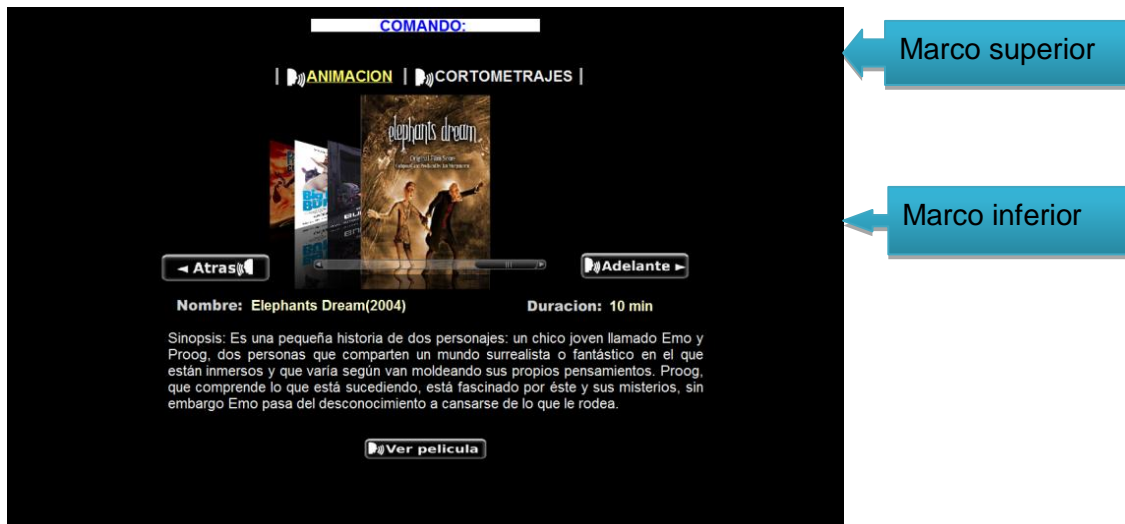 COMANDO:
Marco superior
| ANIMACION | CORTOMETRAJES |
elephants dream
Original Film Score
Marco inferior
◄ Atras
Adelante ►
Nombre: Elephants Dream(2004) Duracion: 10 min
Sinopsis: Es una pequeña historia de dos personajes: un chico joven llamado Emo y
Proog, dos personas que comparten un mundo surrealista o fantástico en el que
están inmersos y que varía según van moldeando sus propios pensamientos. Proog,
que comprende lo que está sucediendo, está fascinado por éste y sus misterios, sin
embargo Emo pasa del desconocimiento a cansarse de lo que le rodea.
Ver pelicula